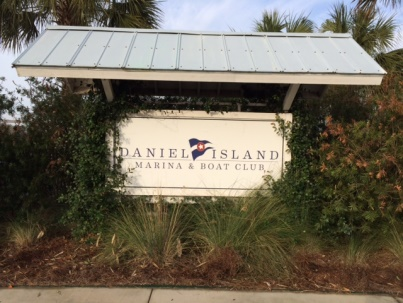 DANIEL ISLAND
MARINA & BOAT CLUB